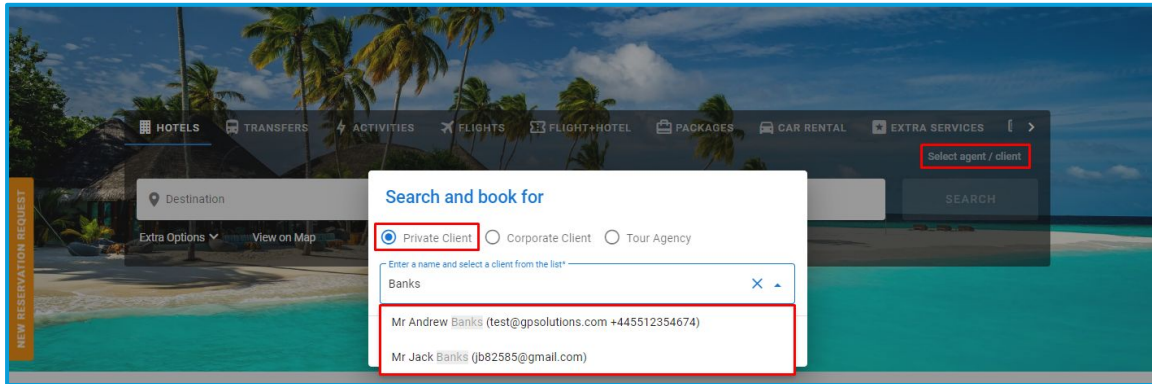 HOTELS TRANSFERS ACTIVITIES FLIGHTS FLIGHT+HOTEL PACKAGES CAR RENTAL EXTRA SERVICES
Select agent / client
Destination
SEARCH
Extra Options View on Map
NEW RESERVATION REQUEST
Search and book for
Private Client Corporate Client Tour Agency
Enter a name and select a client from the list*
Banks
Mr Andrew Banks (test@gpsolutions.com +445512354674)
Mr Jack Banks (jb82585@gmail.com)